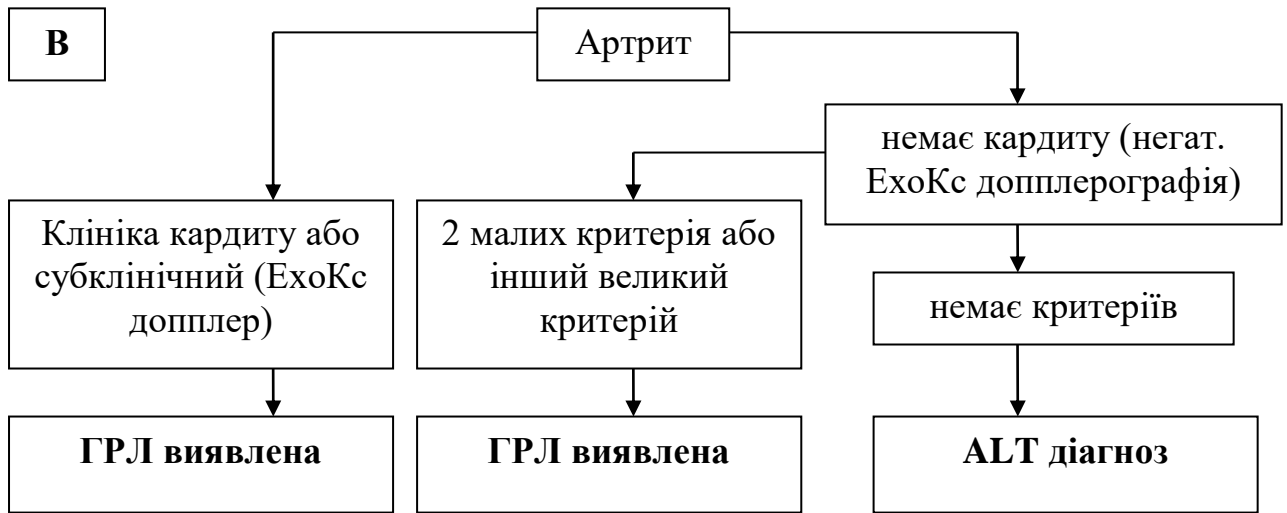 В
Артрит
немає кардиту (негат.
ЕхоКс допплерографія)
Клініка кардиту або
субклінічний (ЕхоКс
допплер)
2 малих критерія або
інший великий
критерій
немає критеріїв
ГРЛ виявлена
ГРЛ виявлена
ALT діагноз